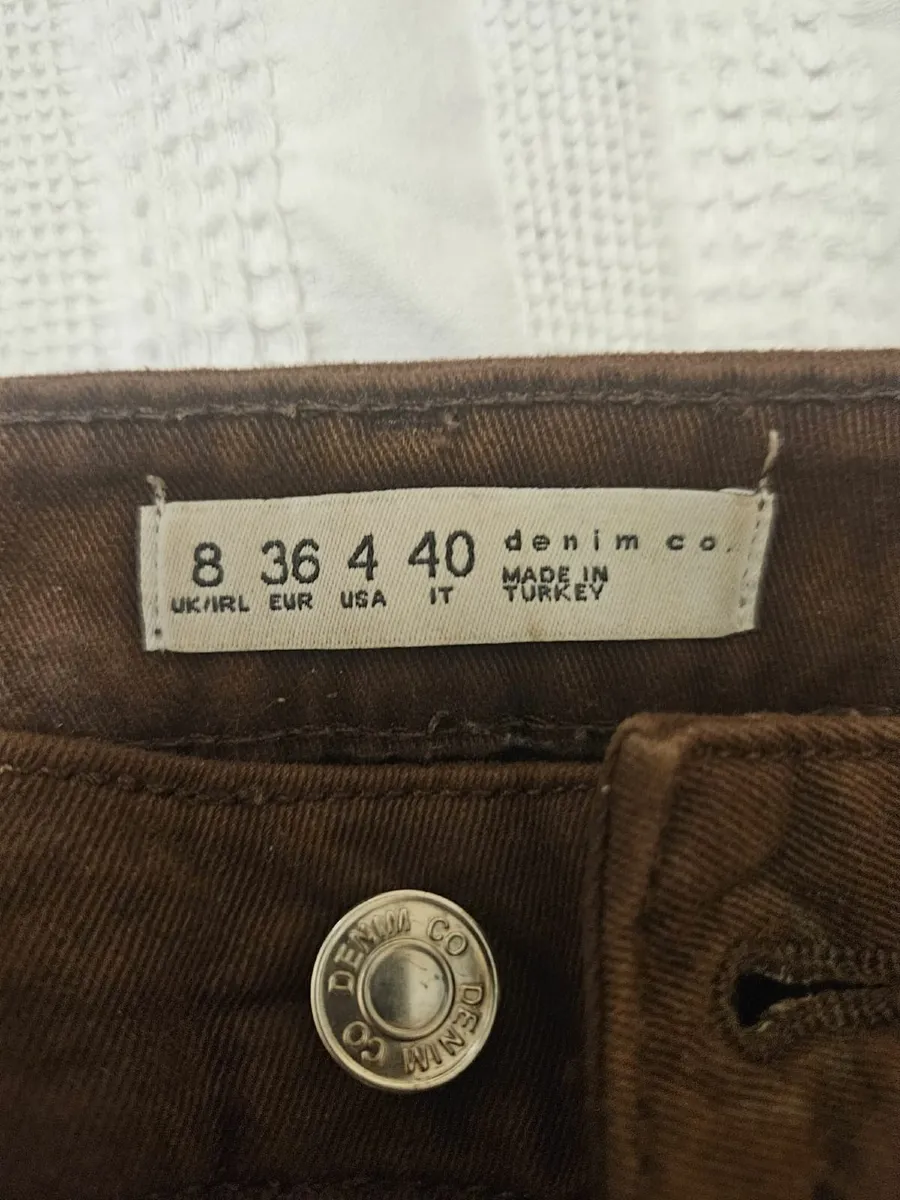 8 36 4 40 denim co.
UK/IRL EUR USA IT MADE IN
TURKEY
DENIM CO DENIM CO